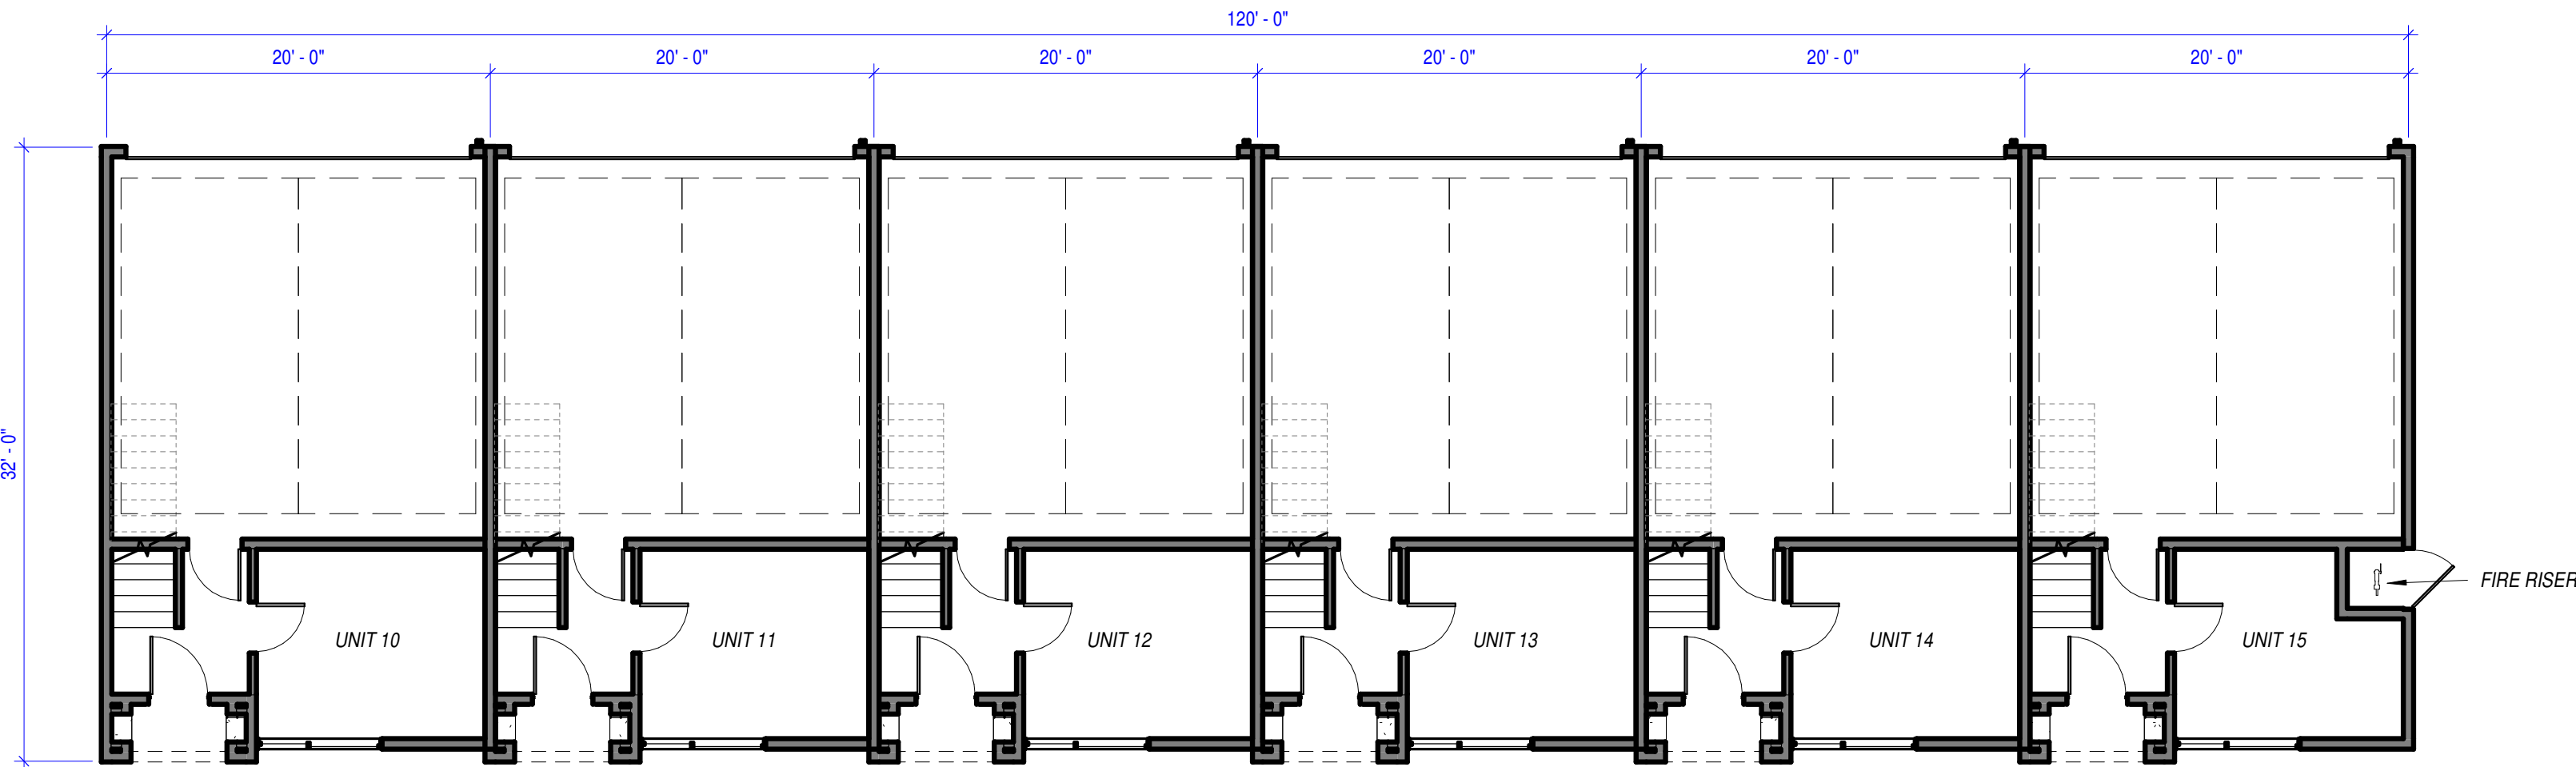 120' - 0"
20' - 0" 20' - 0" 20' - 0" 20' - 0" 20' - 0" 20' - 0"
32' - 0"
FIRE RISER
UNIT 10 UNIT 11 UNIT 12 UNIT 13 UNIT 14 UNIT 15